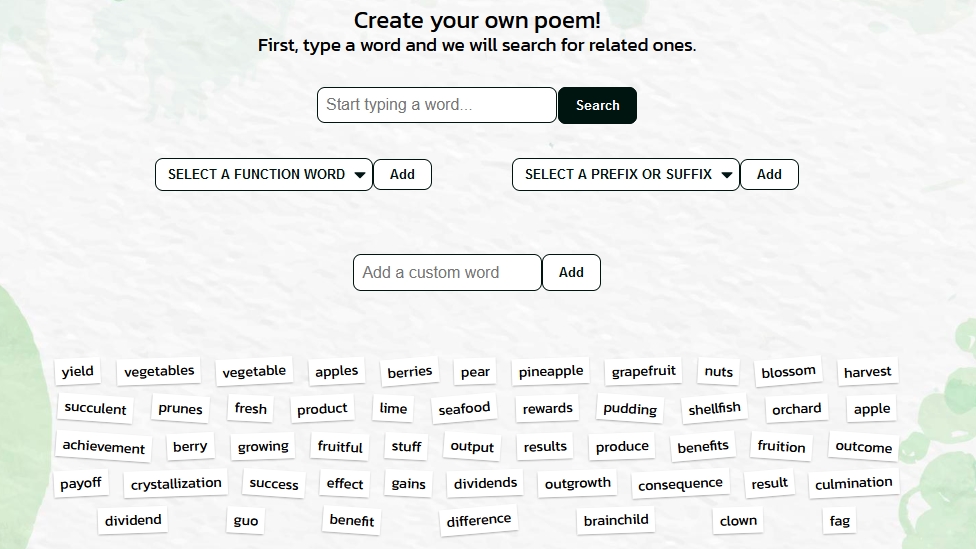 Create your own poem!
First, type a word and we will search for related ones.
Start typing a word... Search
SELECT A FUNCTION WORD Add SELECT A PREFIX OR SUFFIX Add
Add a custom word Add
yield vegetables vegetable apples berries pear pineapple grapefruit nuts blossom harvest
succulent prunes fresh product lime seafood rewards pudding shellfish orchard apple
achievement berry growing fruitful stuff output results produce benefits fruition outcome
payoff crystallization success effect gains dividends outgrowth consequence result culmination
dividend guo benefit difference brainchild clown fag